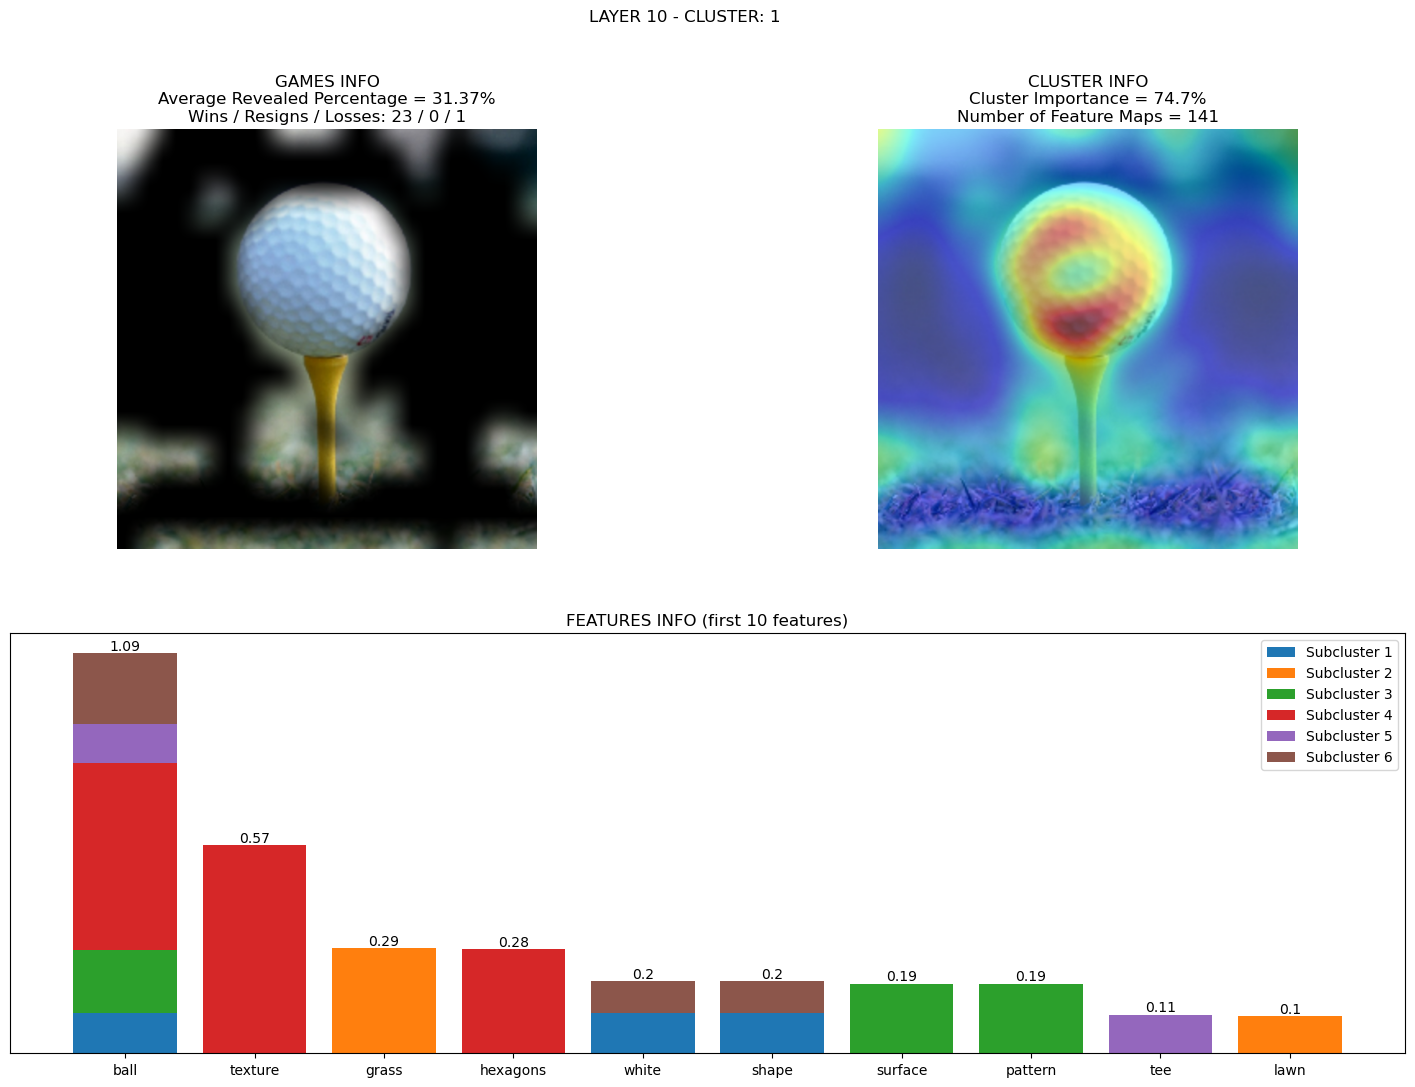 LAYER 10 - CLUSTER: 1
GAMES INFO
Average Revealed Percentage = 31.37%
Wins / Resigns / Losses: 23 / 0 / 1
CLUSTER INFO
Cluster Importance = 74.7%
Number of Feature Maps = 141
FEATURES INFO (first 10 features)
1.09
0.57
0.29
0.28
0.2
0.2
0.19
0.19
0.11
0.1
Subcluster 1
Subcluster 2
Subcluster 3
Subcluster 4
Subcluster 5
Subcluster 6
ball
texture
grass
hexagons
white
shape
surface
pattern
tee
lawn